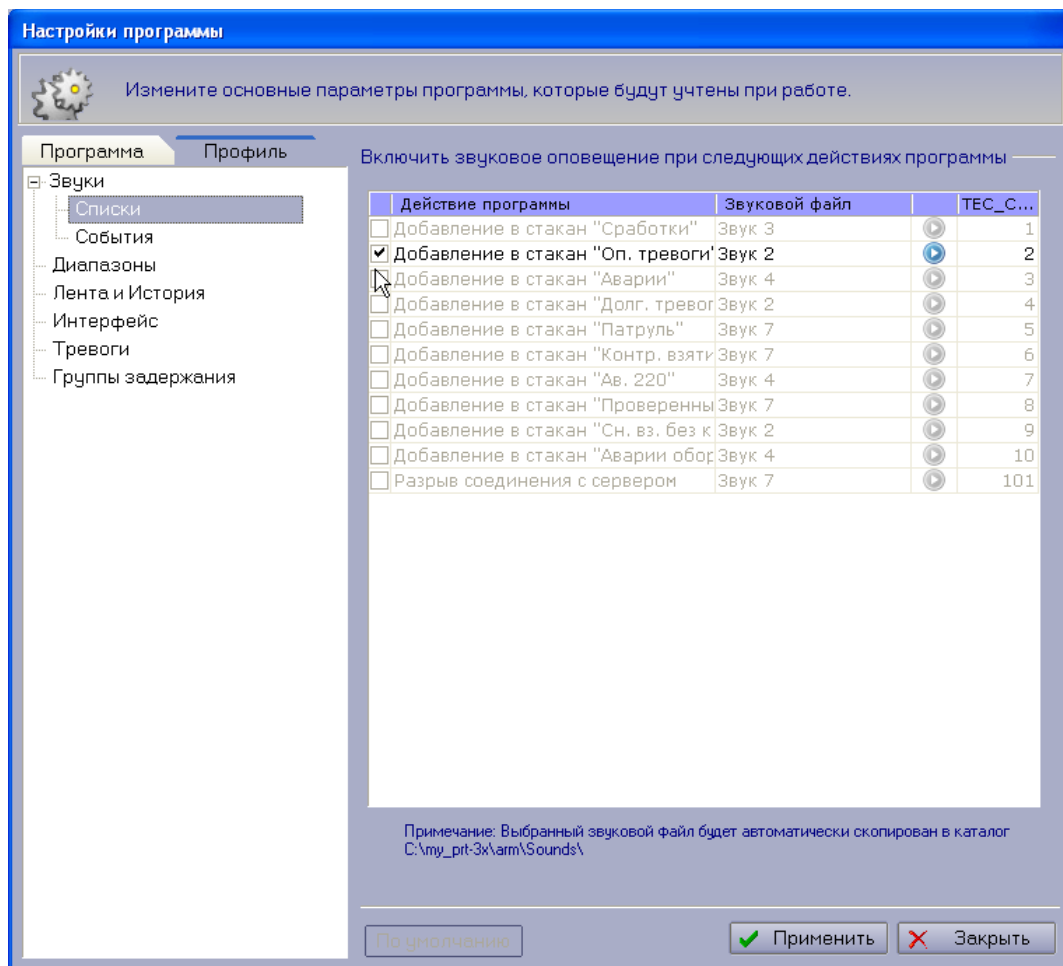 Настройки программы
Измените основные параметры программы, которые будут учтены при работе.
Программа Профиль
Звуки
Списки
События
Диапазоны
Лента и История
Интерфейс
Тревоги
Группы задержания
Включить звуковое оповещение при следующих действиях программы
Действие программы Звуковой файл TEC_C...
Добавление в стакан "Сработки" Звук 3 1
Добавление в стакан "Оп. тревоги" Звук 2 2
Добавление в стакан "Аварии" Звук 4 3
Добавление в стакан "Долг. тревог Звук 2 4
Добавление в стакан "Патруль" Звук 7 5
Добавление в стакан "Контр. взяти Звук 7 6
Добавление в стакан "Ав. 220" Звук 4 7
Добавление в стакан "Проверенны Звук 7 8
Добавление в стакан "Сн. вз. без к Звук 2 9
Добавление в стакан "Аварии обор Звук 4 10
Разрыв соединения с сервером Звук 7 101
Примечание: Выбранный звуковой файл будет автоматически скопирован в каталог
C:\my_prt-3x\arm\Sounds\
По умолчанию Применить Закрыть